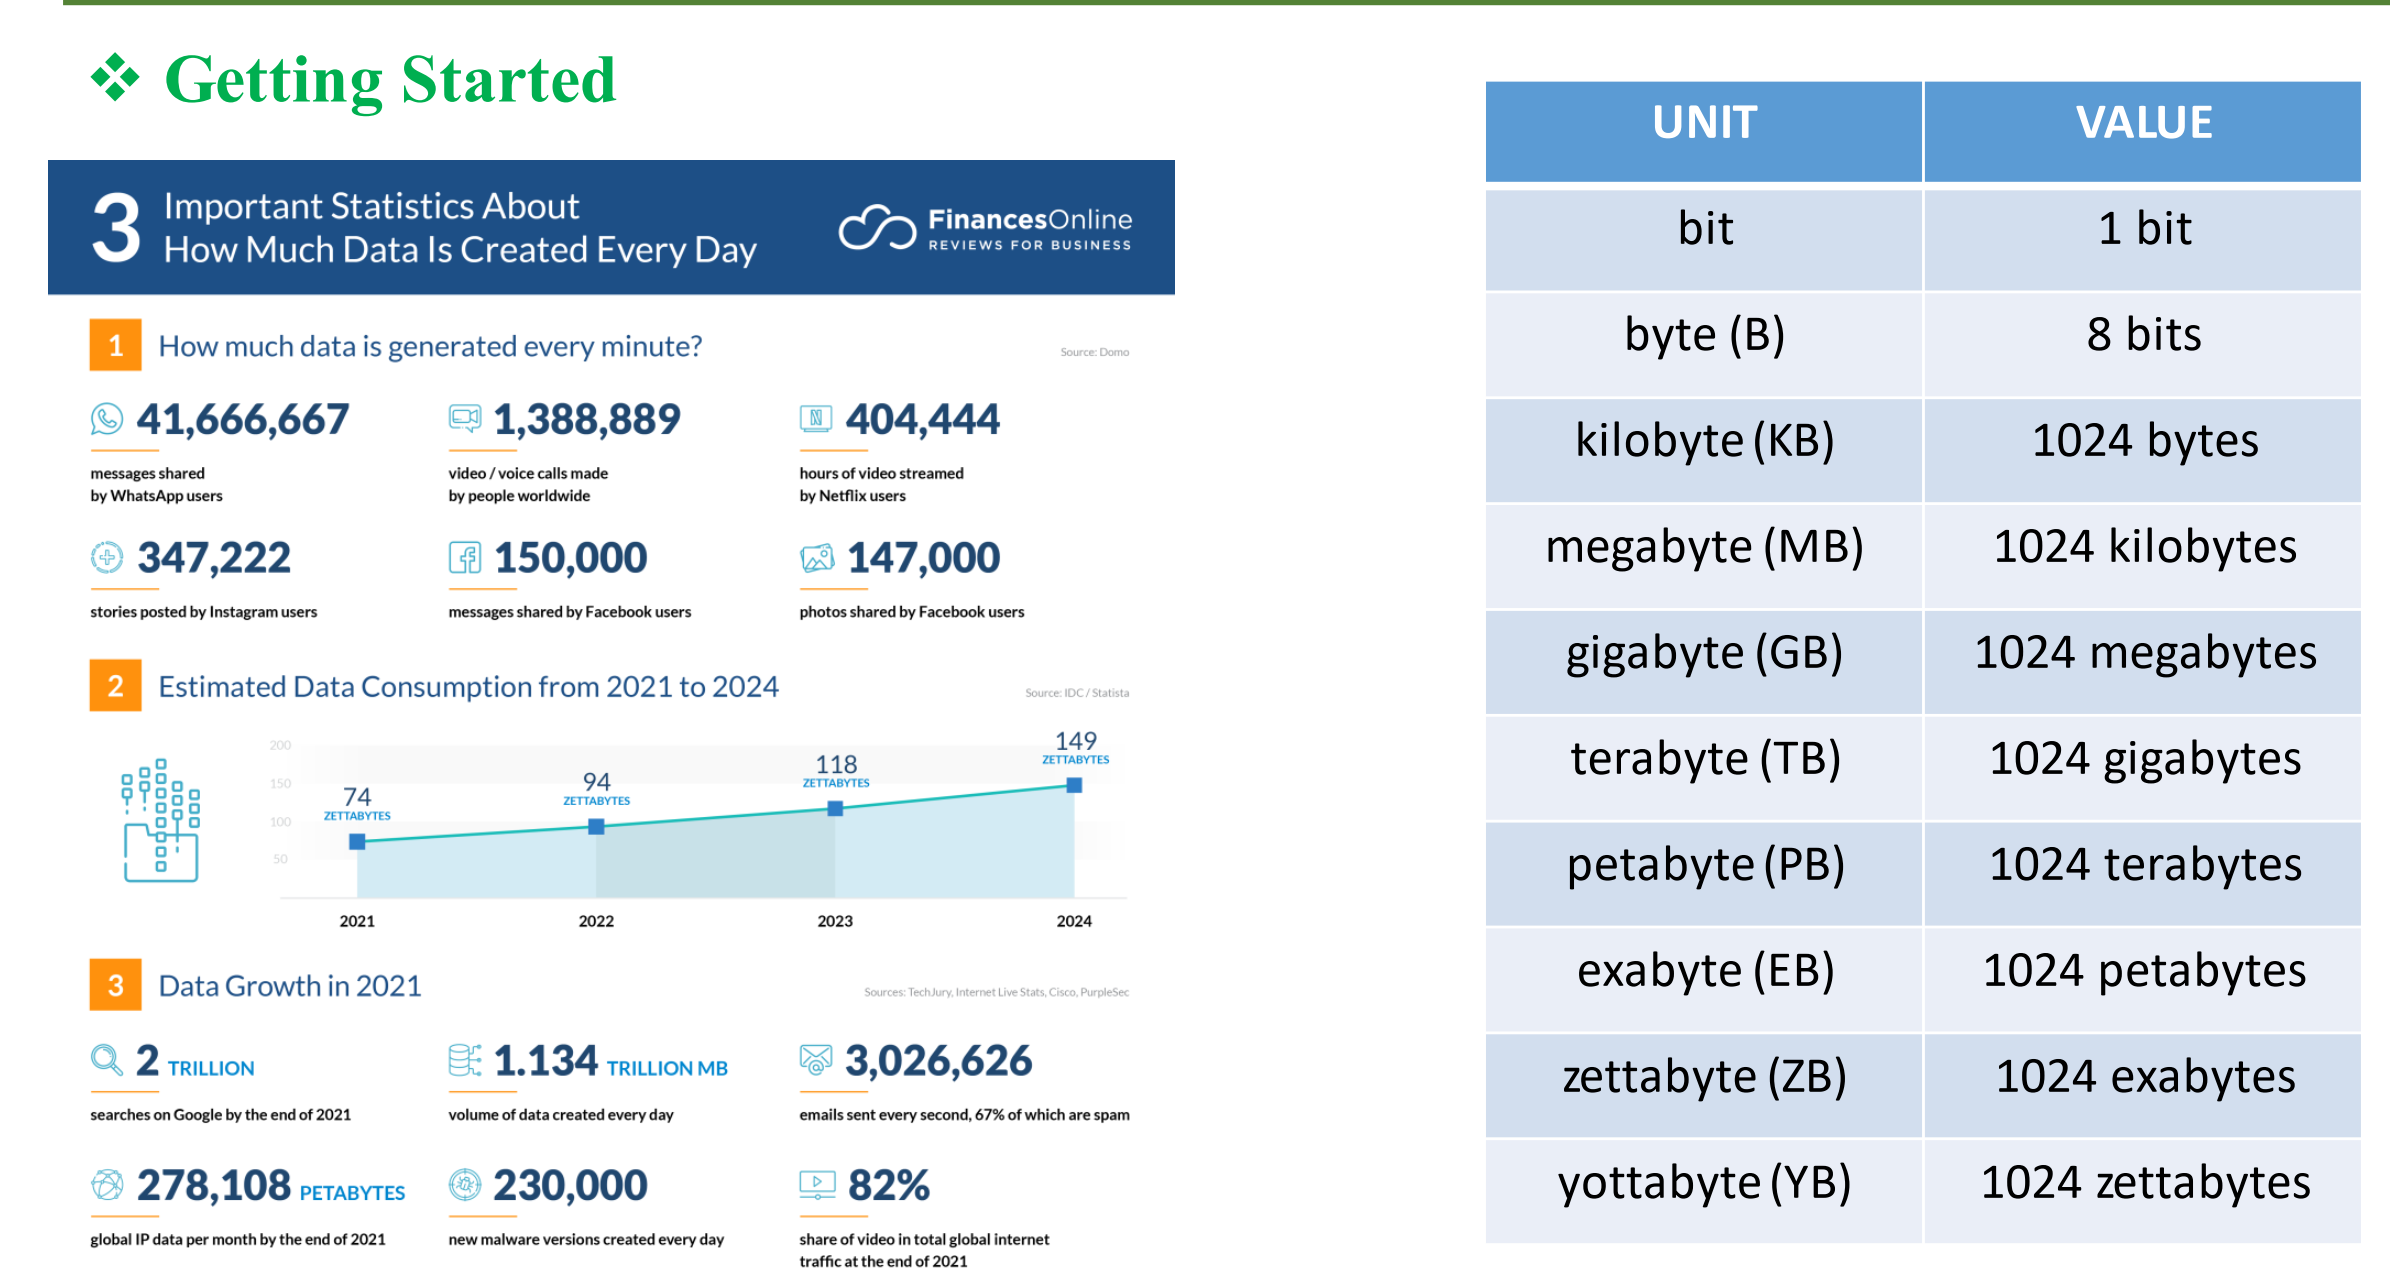 Getting Started
3
Important Statistics About
How Much Data Is Created Every Day
FinancesOnline
REVIEWS FOR BUSINESS
1 How much data is generated every minute?
Source: Domo
41,666,667
messages shared
by WhatsApp users
1,388,889
video / voice calls made
by people worldwide
N 404,444
hours of video streamed
by Netflix users
347,222
stories posted by Instagram users
150,000
messages shared by Facebook users
147,000
photos shared by Facebook users
2 Estimated Data Consumption from 2021 to 2024
Source: IDC / Statista
200
150
100
50
74
ZETTABYTES
94
ZETTABYTES
118
ZETTABYTES
149
ZETTABYTES
2021
2022
2023
2024
3 Data Growth in 2021
Sources: TechJury, Internet Live Stats, Cisco, PurpleSec
2 TRILLION
searches on Google by the end of 2021
1.134 TRILLION MB
volume of data created every day
3,026,626
emails sent every second, 67% of which are spam
278,108 PETABYTES
global IP data per month by the end of 2021
230,000
new malware versions created every day
82%
share of video in total global internet
traffic at the end of 2021
UNIT VALUE
bit 1 bit
byte (B) 8 bits
kilobyte (KB) 1024 bytes
megabyte (MB) 1024 kilobytes
gigabyte (GB) 1024 megabytes
terabyte (TB) 1024 gigabytes
petabyte (PB) 1024 terabytes
exabyte (EB) 1024 petabytes
zettabyte (ZB) 1024 exabytes
yottabyte (YB) 1024 zettabytes